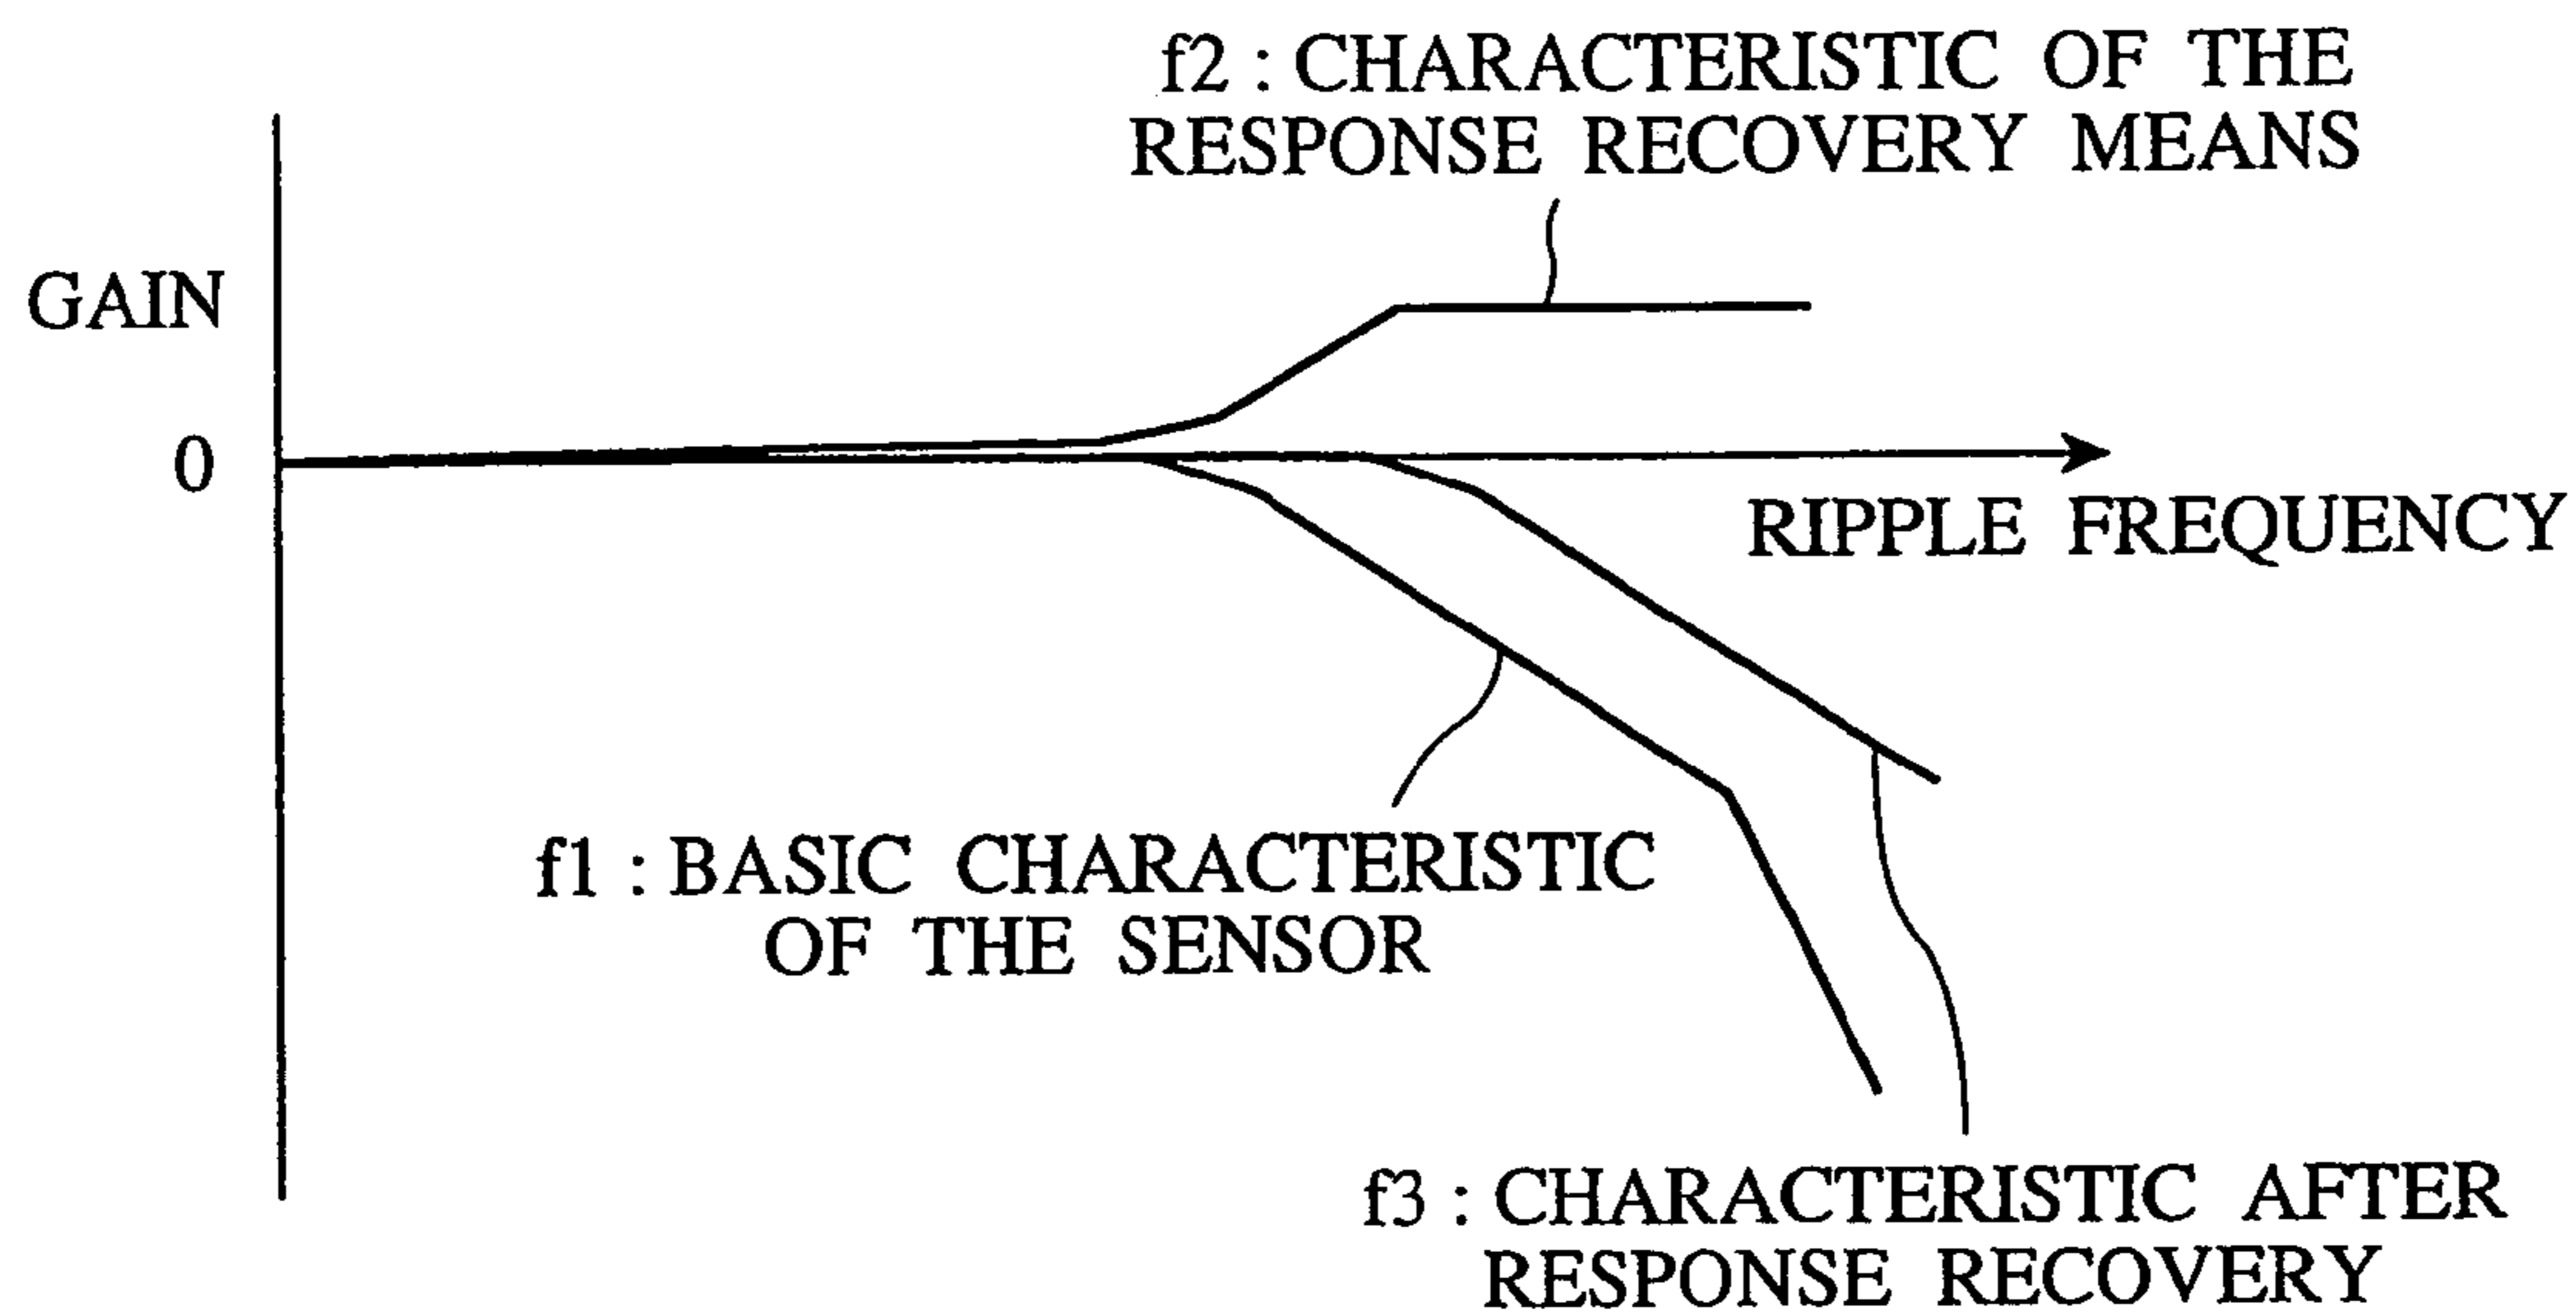 f2 : CHARACTERISTIC OF THE
RESPONSE RECOVERY MEANS
GAIN
0
RIPPLE FREQUENCY
f1 : BASIC CHARACTERISTIC
OF THE SENSOR
f3 : CHARACTERISTIC AFTER
RESPONSE RECOVERY